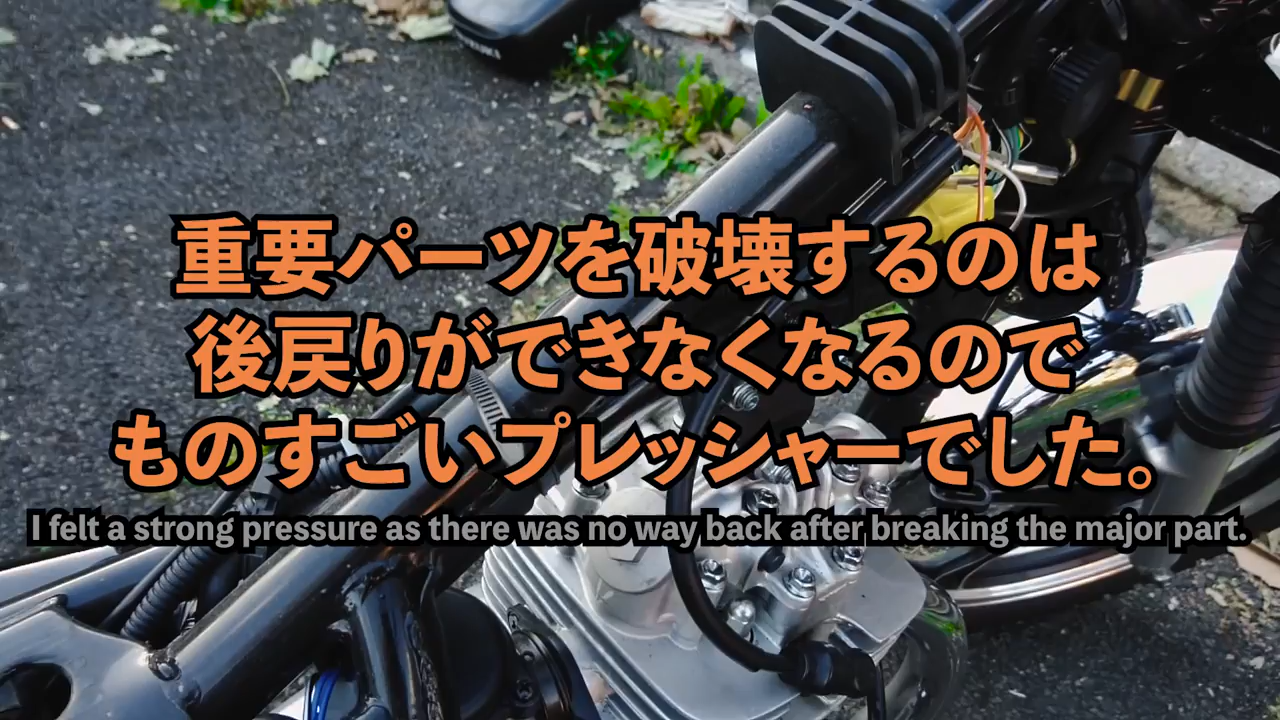 重要パーツを破壊するのは
後戻りができなくなるので
ものすごいプレッシャーでした。
I felt a strong pressure as there was no way back after breaking the major part.